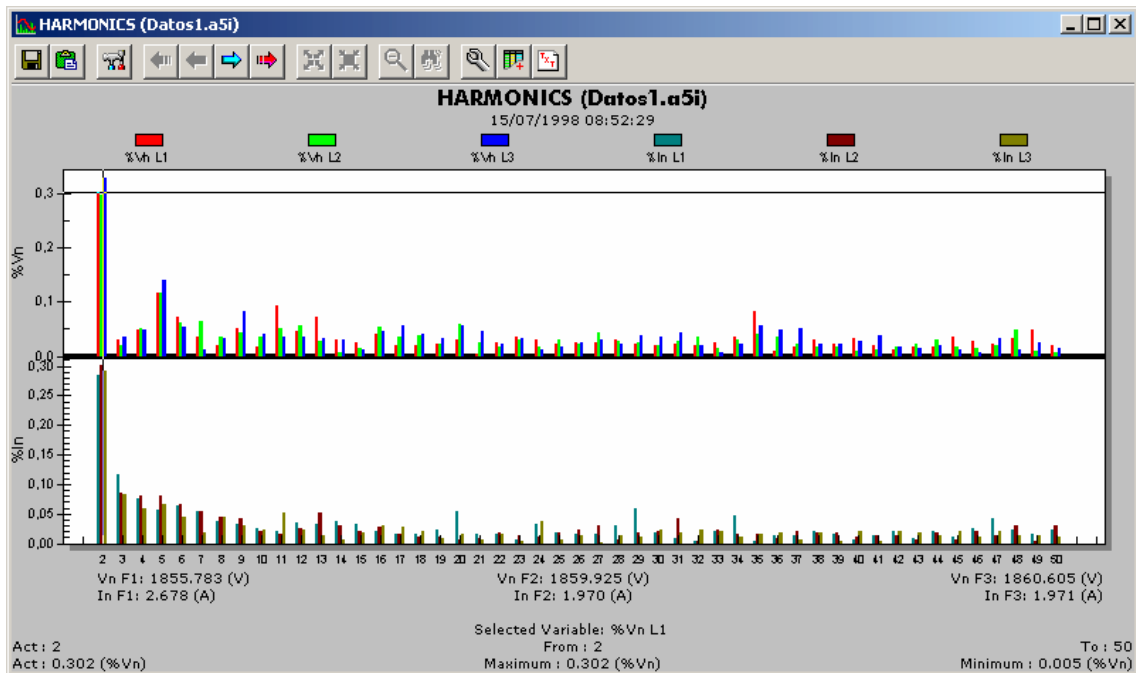 HARMONICS (Datos1.a5i)
TXT
HARMONICS (Datos1.a5i)
15/07/1998 08:52:29
%Vn L1 %Vn L2 %Vn L3 %In L1 %In L2 %In L3
%Vn
0,3
0,2
0,1
0,0
%In
0,30
0,25
0,20
0,15
0,10
0,05
0,00
2 3 4 5 6 7 8 9 10 11 12 13 14 15 16 17 18 19 20 21 22 23 24 25 26 27 28 29 30 31 32 33 34 35 36 37 38 39 40 41 42 43 44 45 46 47 48 49 50
Vn F1: 1855.783 (V) Vn F2: 1859.925 (V) Vn F3: 1860.605 (V)
In F1: 2.678 (A) In F2: 1.970 (A) In F3: 1.971 (A)
Selected Variable: %Vn L1
Act : 2 From : 2 To : 50
Act : 0.302 (%Vn) Maximum : 0.302 (%Vn) Minimum : 0.005 (%Vn)